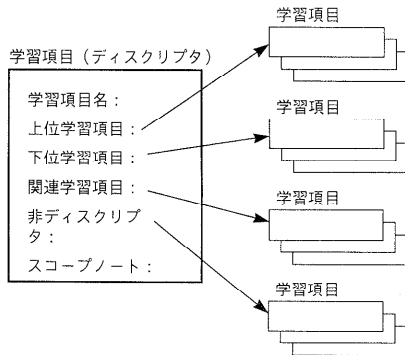 学習項目
学習項目（ディスクリプタ）
学習項目名：
上位学習項目：
学習項目
下位学習項目：
関連学習項目：
学習項目
非ディスクリプ
タ：
スコープノート：
学習項目